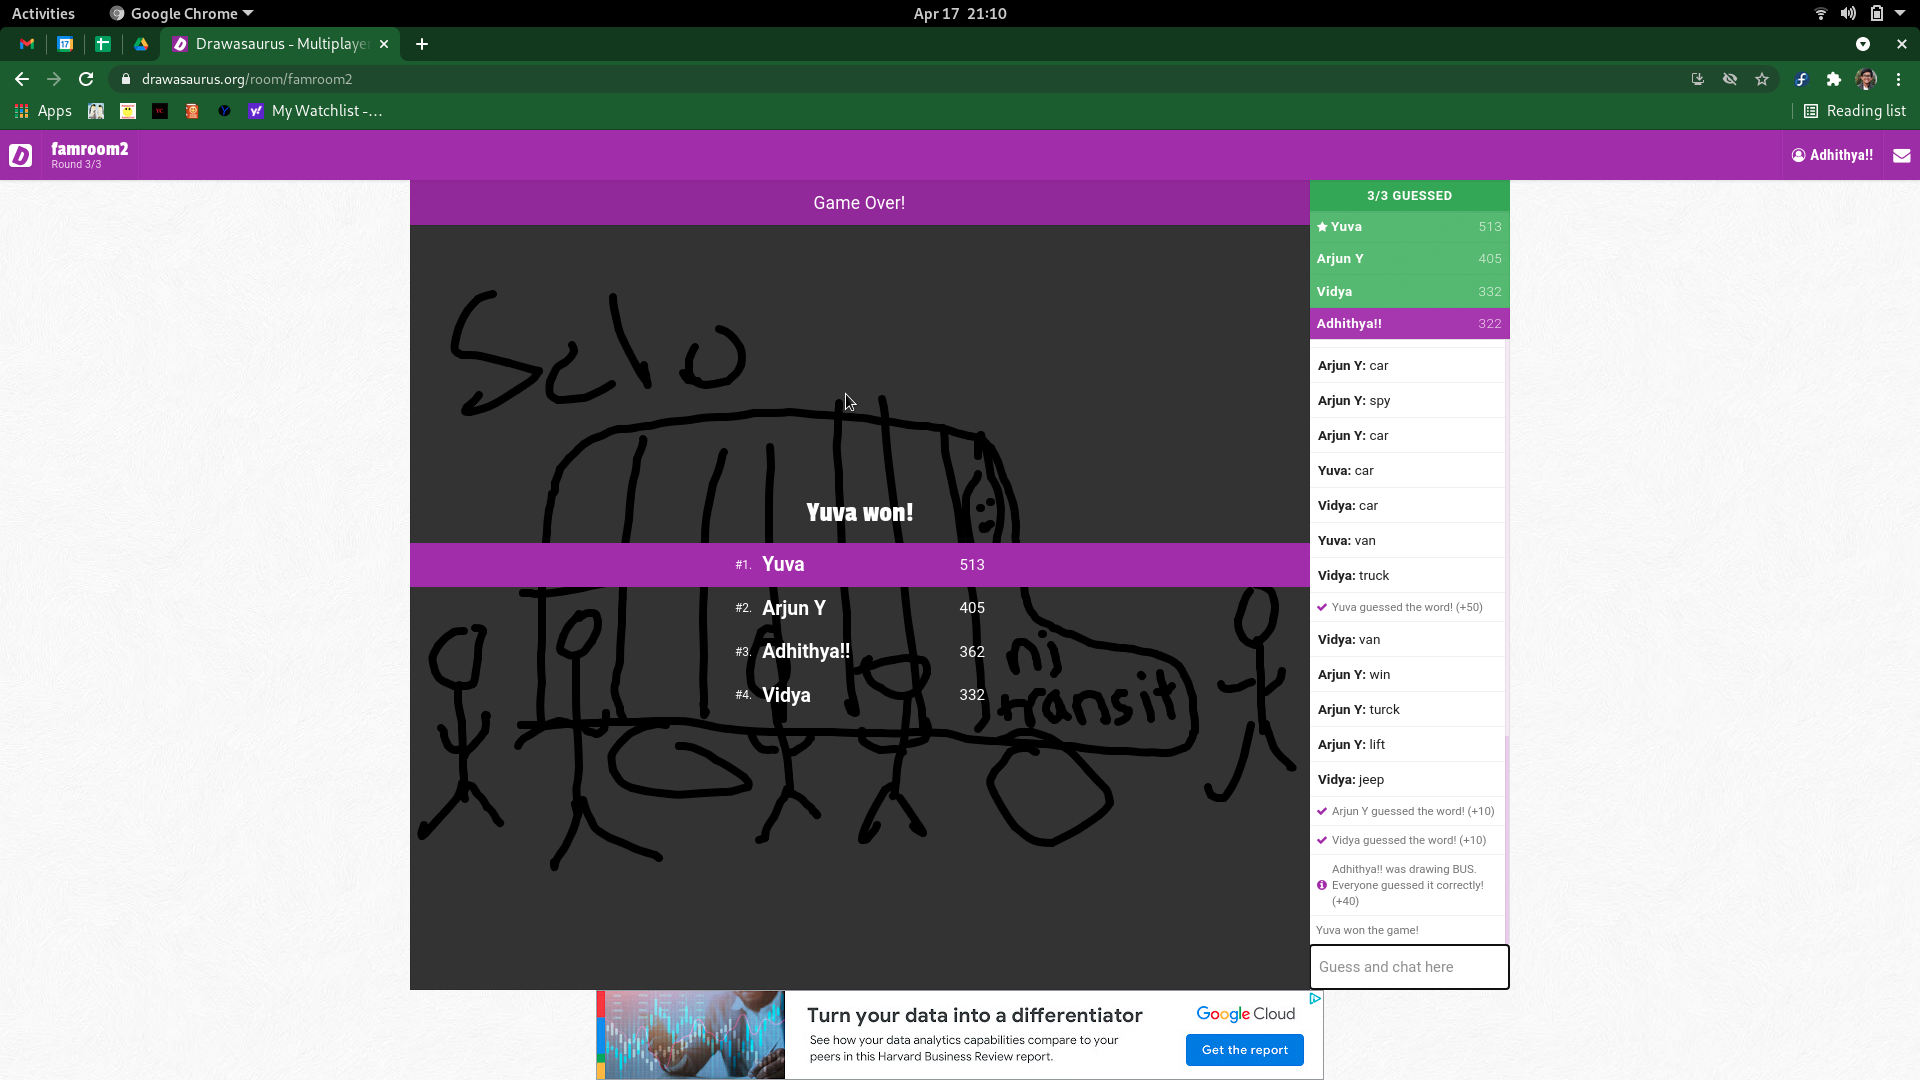 Activities
Google Chrome
Apr 17 21:10
Drawasaurus - Multiplaye
drawasaurus.org/room/famroom2
Apps
My Watchlist -...
Reading list
famroom2
Round 3/3
Adhithya!!
Game Over!
3/3 GUESSED
Yuva 513
Arjun Y 405
Vidya 332
Adhithya!! 322
Arjun Y: car
Arjun Y: spy
Arjun Y: car
Yuva: car
Vidya: car
Yuva: van
Vidya: truck
Yuva guessed the word! (+50)
Vidya: van
Arjun Y: win
Arjun Y: turck
Arjun Y: lift
Vidya: jeep
Arjun Y guessed the word! (+10)
Vidya guessed the word! (+10)
Adhithya!! was drawing BUS.
Everyone guessed it correctly!
(+40)
Yuva won the game!
Guess and chat here
Yuva won!
#1. Yuva 513
#2. Arjun Y 405
#3. Adhithya!! 362
#4. Vidya 332
nj
transit
Turn your data into a differentiator
See how your data analytics capabilities compare to your
peers in this Harvard Business Review report.
Google Cloud
Get the report